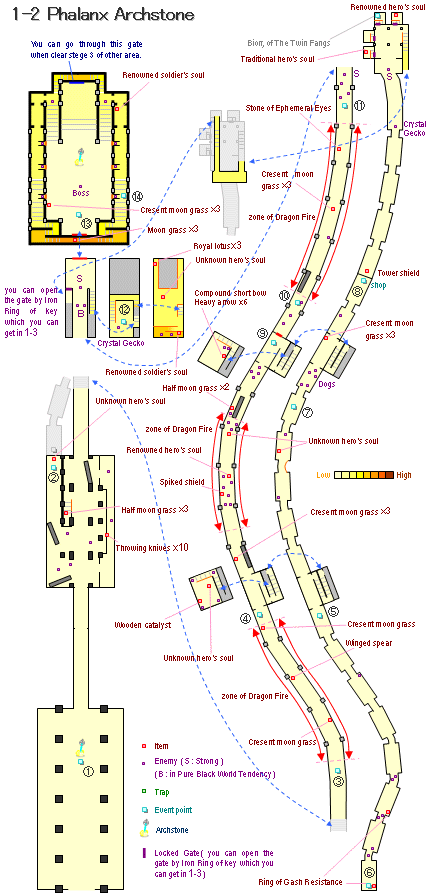 1-2 Phalanx Archstone
You can go through this gate
when clear stege 3 of other area.
Renowned soldier's soul
Boss
⑭
⑬
Cresent moon grass ×3
Moon grass ×3
Renowned hero's soul
Biorr, of The Twin Fangs
Traditional hero's soul
S
S
⑪
Stone of Ephemeral Eyes
Crystal
Gecko
Cresent moon
grass ×3
zone of Dragon Fire
Royal lotus×3
Unknown hero's soul
S
B
⑫
you can open
the gate by Iron
Ring of key
which you can
get in 1-3
Crystal Gecko
Renowned soldier's soul
Compound short bow
Heavy arrow ×6
⑩
⑨
Tower shield
⑧
shop
Cresent moon
grass ×3
Half moon grass ×2
Dogs
⑦
Unknown hero's soul
zone of Dragon Fire
Renowned hero's soul
Unknown hero's soul
Spiked shield
Low
High
②
Half moon grass ×3
Throwing knives ×10
Cresent moon grass ×3
Wooden catalyst
Unknown hero's soul
④
⑤
Cresent moon grass
Winged spear
zone of Dragon Fire
Cresent moon grass
①
③
Item
Enemy ( S : Strong )
( B : in Pure Black World Tendency )
Trap
Event point
Archstone
Locked Gate( you can open the
gate by Iron Ring of key which you
can get in 1-3 )
⑥
Ring of Gash Resistance